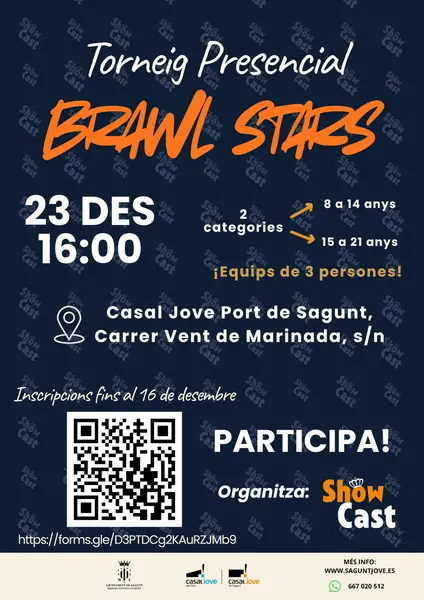 Torneig Presencial
BRAWL STARS
23 DES
16:00
2
categories
8 a 14 anys
15 a 21 anys
¡Equips de 3 persones!
Casal Jove Port de Sagunt,
Carrer Vent de Marinada, s/n
Inscripcions fins al 16 de desembre
PARTICIPA!
Organitza:
Show
Cast
https://forms.gle/D3PTDCg2KAuRZJMb9
AJUNTAMENT DE SAGUNT
casal jove
casal jove
MÉS INFO:
WWW.SAGUNTJOVE.ES
667 020 512